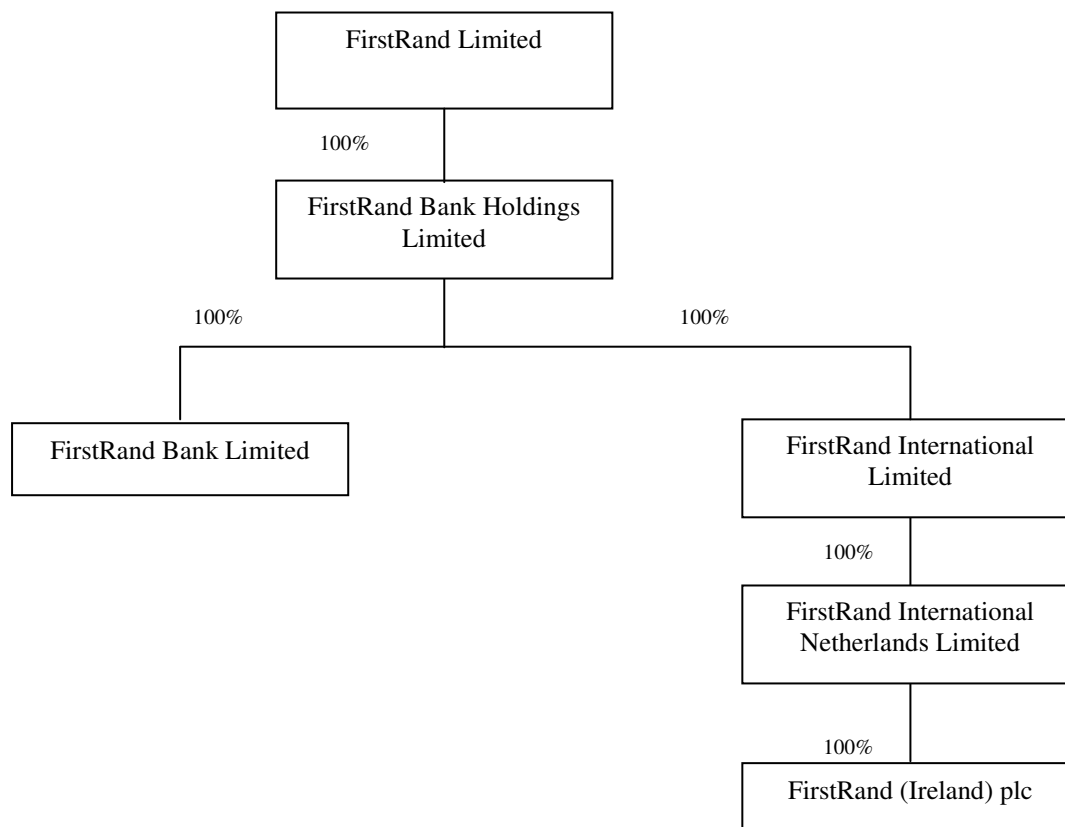 FirstRand Limited
100%
FirstRand Bank Holdings
Limited
100%
100%
FirstRand Bank Limited
FirstRand International
Limited
100%
FirstRand International
Netherlands Limited
100%
FirstRand (Ireland) plc